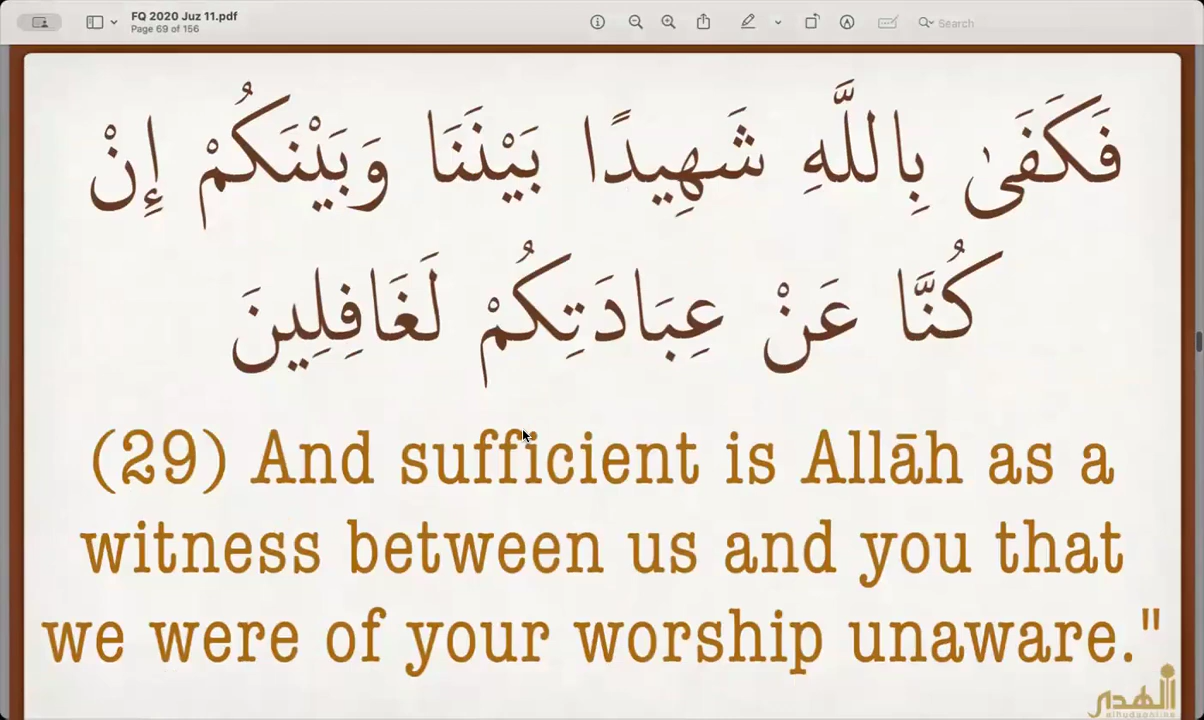 FQ 2020 Juz 11.pdf
Page 69 of 156
Search
فَكَفَىٰ بِاللَّهِ شَهِيدًا بَيْنَنَا وَبَيْنَكُمْ إِنْ
كُنَّا عَنْ عِبَادَتِكُمْ لَغَافِلِينَ
(29) And sufficient is Allāh as a
witness between us and you that
we were of your worship unaware."
الهدى
alhudaonline